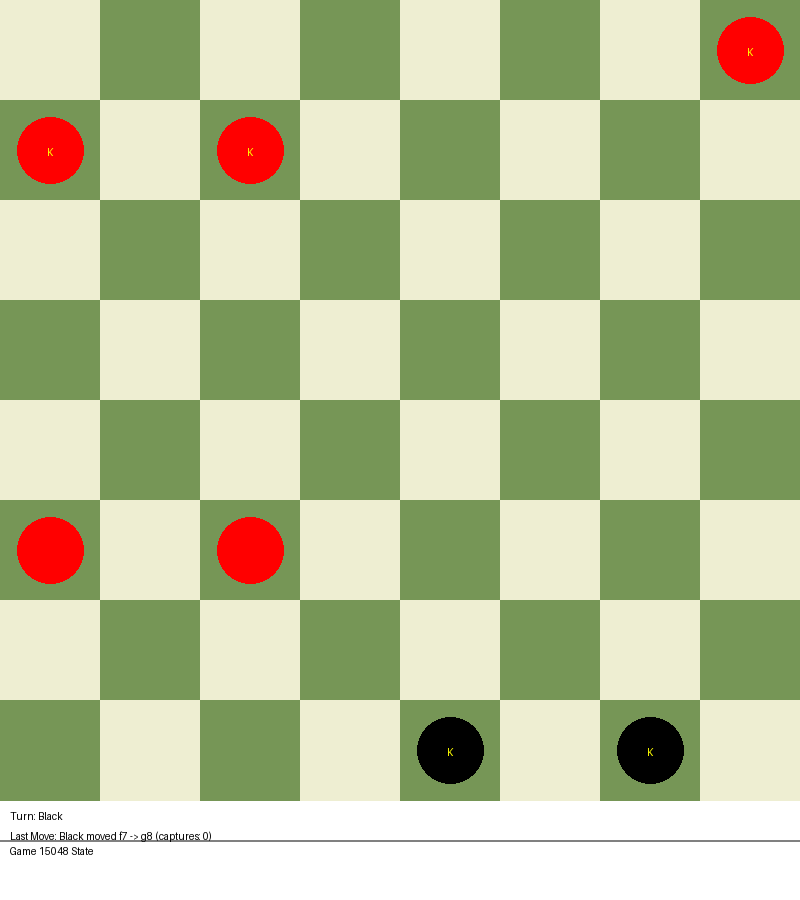 K
K K
K K
Turn: Black
Last Move: Black moved f7 -> g8 (captures: 0)
Game 15048 State